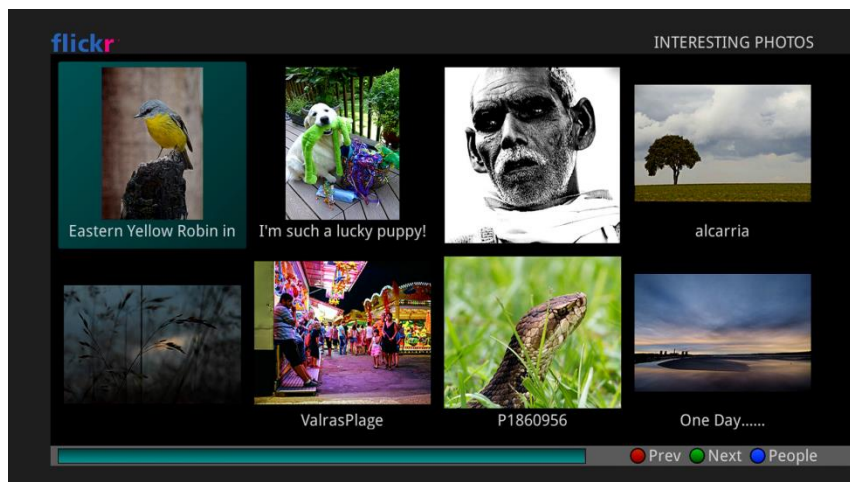 flickr
INTERESTING PHOTOS
Eastern Yellow Robin in
I'm such a lucky puppy!
alcarria
ValrasPlage
P1860956
One Day......
Prev Next People